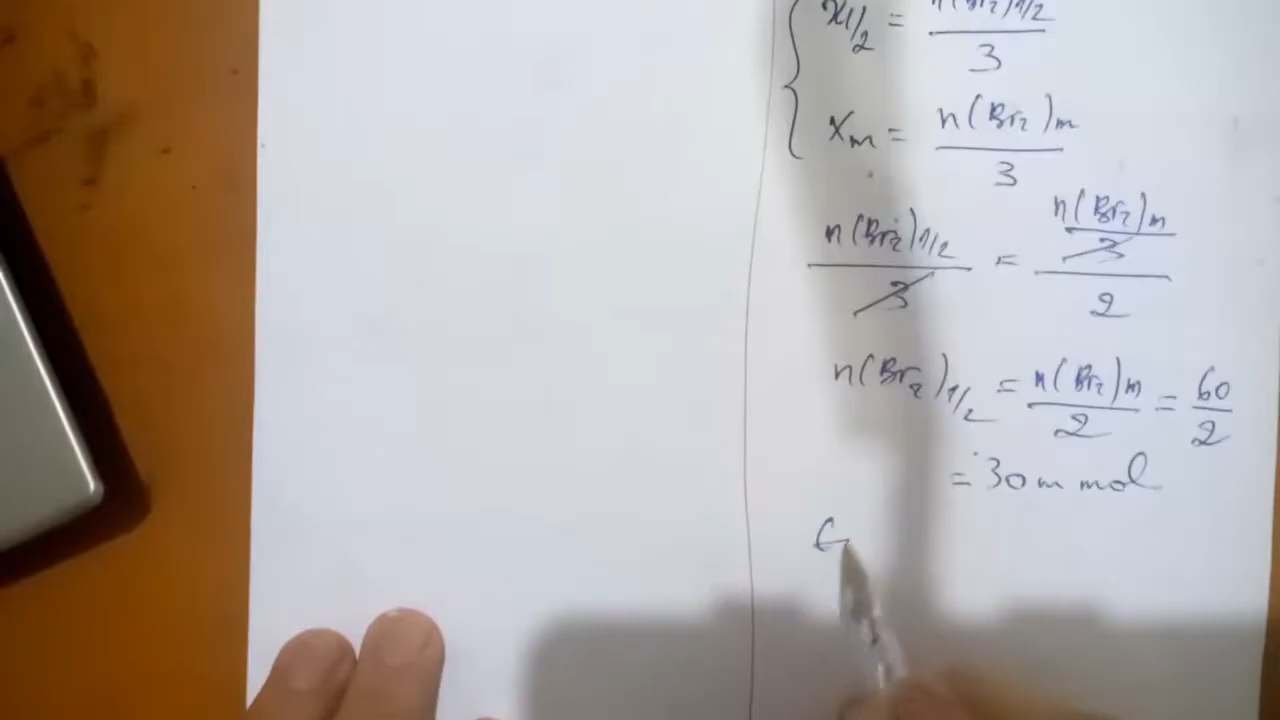 x1/2 = n(Br2)1/2 / 3
xm = n(Br2)m / 3
n(Br2)1/2 / 3 = n(Br2)m / 3 / 2
n(Br2)1/2 = n(Br2)m / 2 = 60 / 2
= 30 m mol